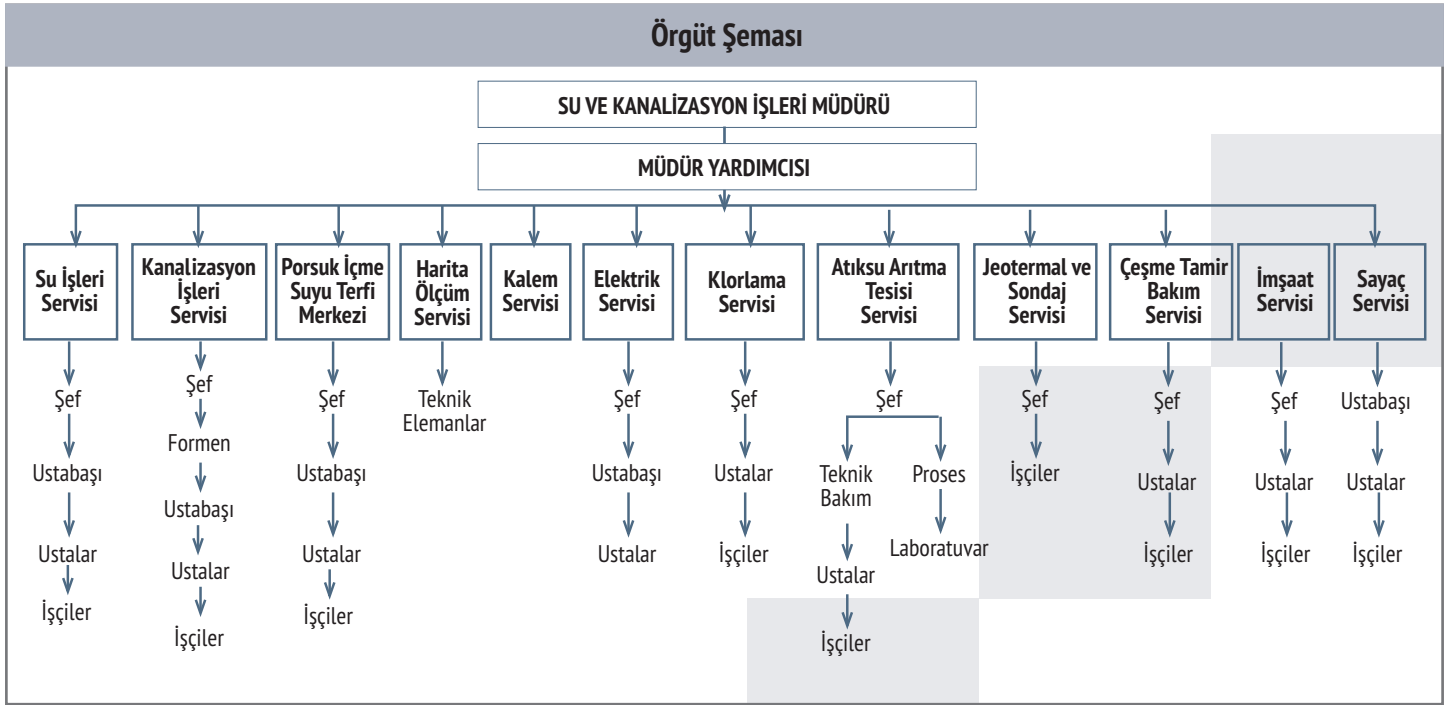 Örgüt Şeması
SU VE KANALİZASYON İŞLERİ MÜDÜRÜ
MÜDÜR YARDIMCISI
Su İşleri
Servisi
Kanalizasyon
İşleri
Servisi
Porsuk İçme
Suyu Terfi
Merkezi
Harita
Ölçüm
Servisi
Kalem
Servisi
Elektrik
Servisi
Klorlama
Servisi
Atıksu Arıtma
Tesisi
Servisi
Jeotermal ve
Sondaj
Servisi
Çeşme Tamir
Bakım
Servisi
İmşaat
Servisi
Sayaç
Servisi
Şef
Ustabaşı
Ustalar
İşçiler
Şef
Formen
Ustabaşı
Ustalar
İşçiler
Şef
Ustabaşı
Ustalar
İşçiler
Teknik
Elemanlar
Şef
Ustabaşı
Ustalar
Şef
Ustalar
İşçiler
Şef
Teknik
Bakım
Ustalar
İşçiler
Proses
Laboratuvar
Şef
İşçiler
Şef
Ustalar
İşçiler
Şef
Ustalar
İşçiler
Ustabaşı
Ustalar
İşçiler